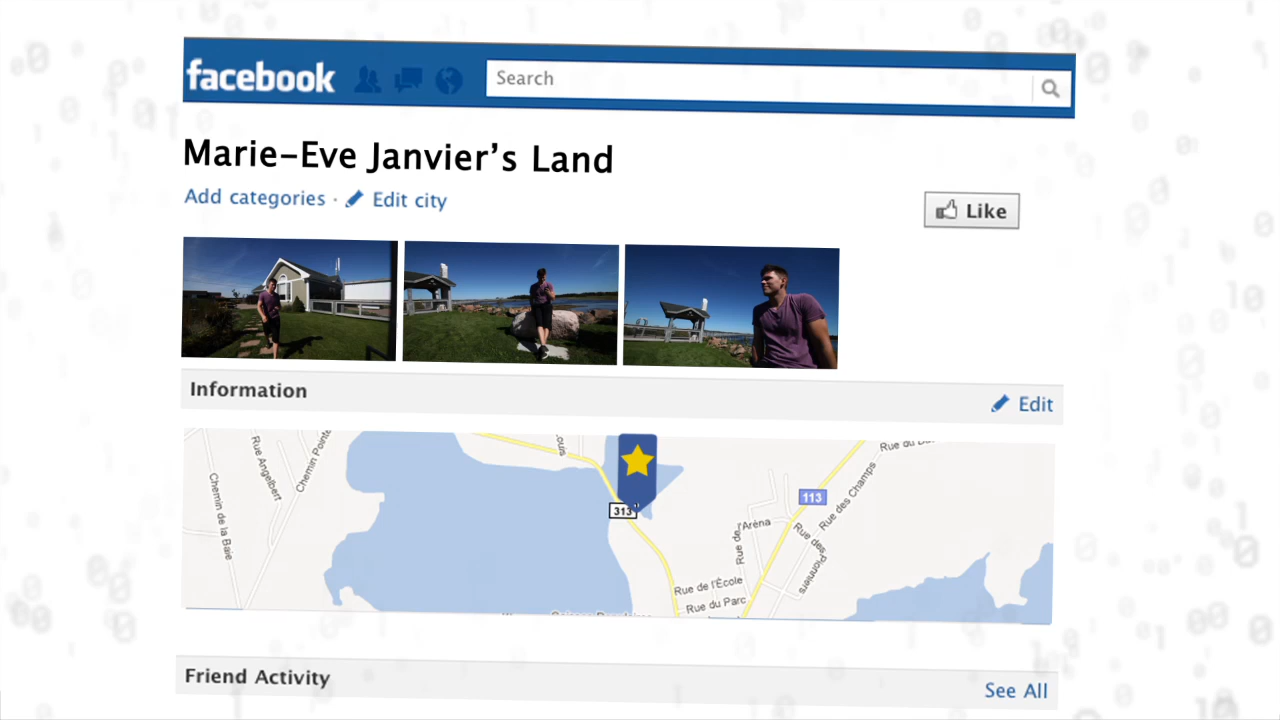 facebook
Search
Marie-Eve Janvier's Land
Add categories · Edit city
Like
Information
Edit
Chemin de la Baie
Rue Angelbert
Chemin Pointe
313
113
Rue du
Rue des Champs
Rue de l'Aréna
Rue des Pionniers
Rue de l'École
Rue du Parc
Friend Activity
See All